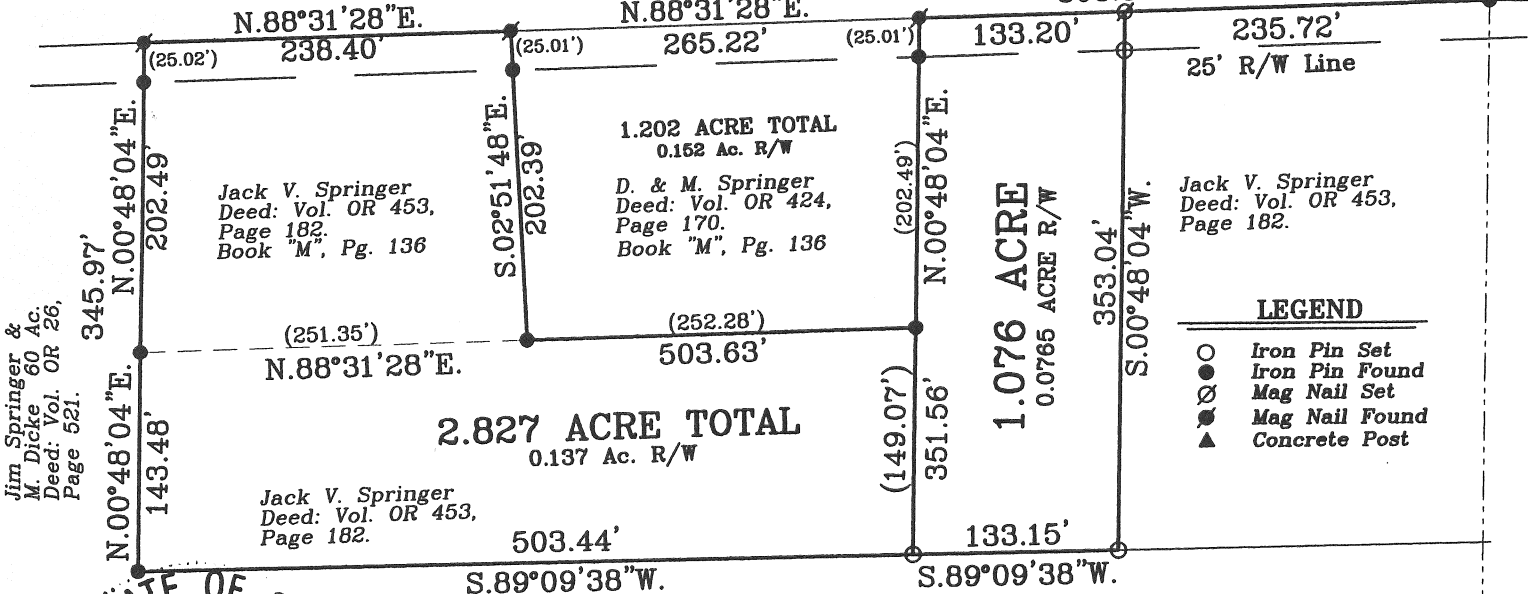 N.88°31'28"E.
N.88°31'28"E.
238.40'
265.22'
133.20'
235.72'
(25.02')
(25.01')
(25.01')
25' R/W Line
N.00°48'04"E.
202.49'
S.02°51'48"E.
202.39'
1.202 ACRE TOTAL
0.152 Ac. R/W
D. & M. Springer
Deed: Vol. OR 424,
Page 170.
Book "M", Pg. 136
Jack V. Springer
Deed: Vol. OR 453,
Page 182.
Book "M", Pg. 136
(202.49')
N.00°48'04"E.
1.076 ACRE
0.0765 ACRE R/W
353.04'
S.00°48'04"W.
Jack V. Springer
Deed: Vol. OR 453,
Page 182.
345.97'
Jim Springer &
M. Dicke 60 Ac.
Deed: Vol. OR 26,
Page 521.
(251.35')
N.88°31'28"E.
(252.28')
503.63'
LEGEND
Iron Pin Set
Iron Pin Found
Mag Nail Set
Mag Nail Found
Concrete Post
N.00°48'04"E.
143.48'
2.827 ACRE TOTAL
0.137 Ac. R/W
(149.07')
351.56'
Jack V. Springer
Deed: Vol. OR 453,
Page 182.
503.44'
S.89°09'38"W.
133.15'
S.89°09'38"W.
OF